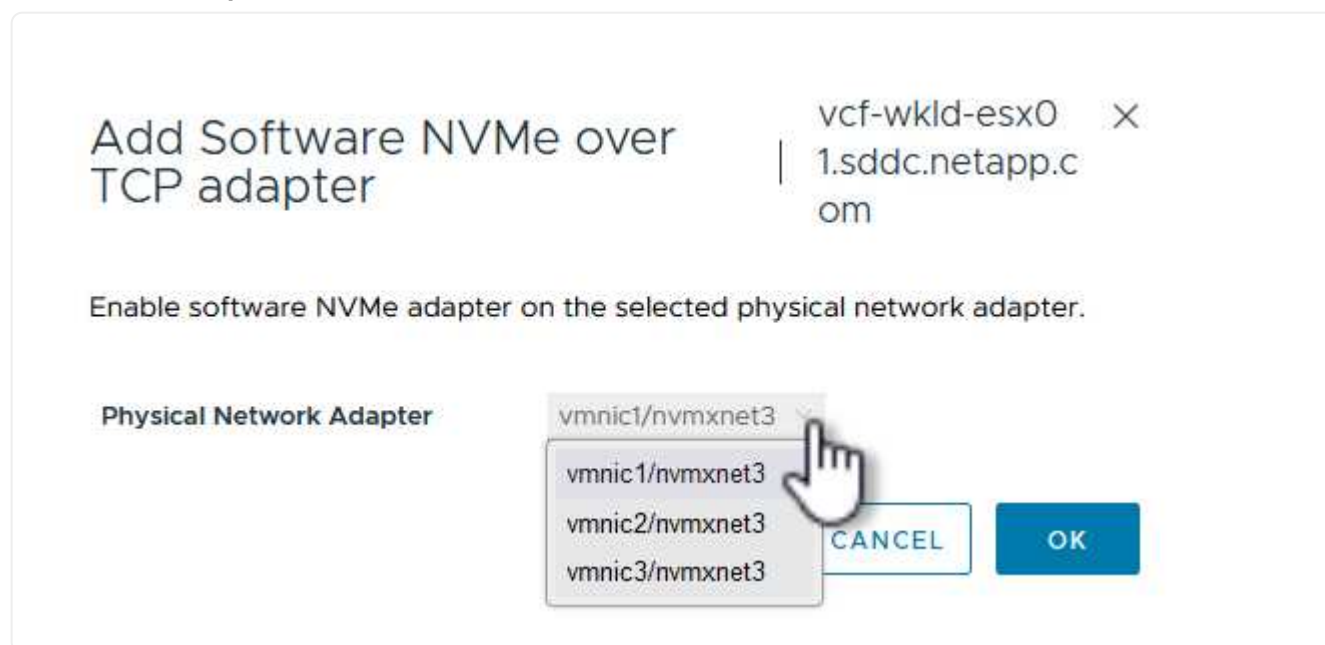 Add Software NVMe over
TCP adapter
vcf-wkld-esx0
1.sddc.netapp.c
om
Enable software NVMe adapter on the selected physical network adapter.
Physical Network Adapter
vmnic1/nvmxnet3
vmnic1/nvmxnet3
vmnic2/nvmxnet3
vmnic3/nvmxnet3
CANCEL
OK